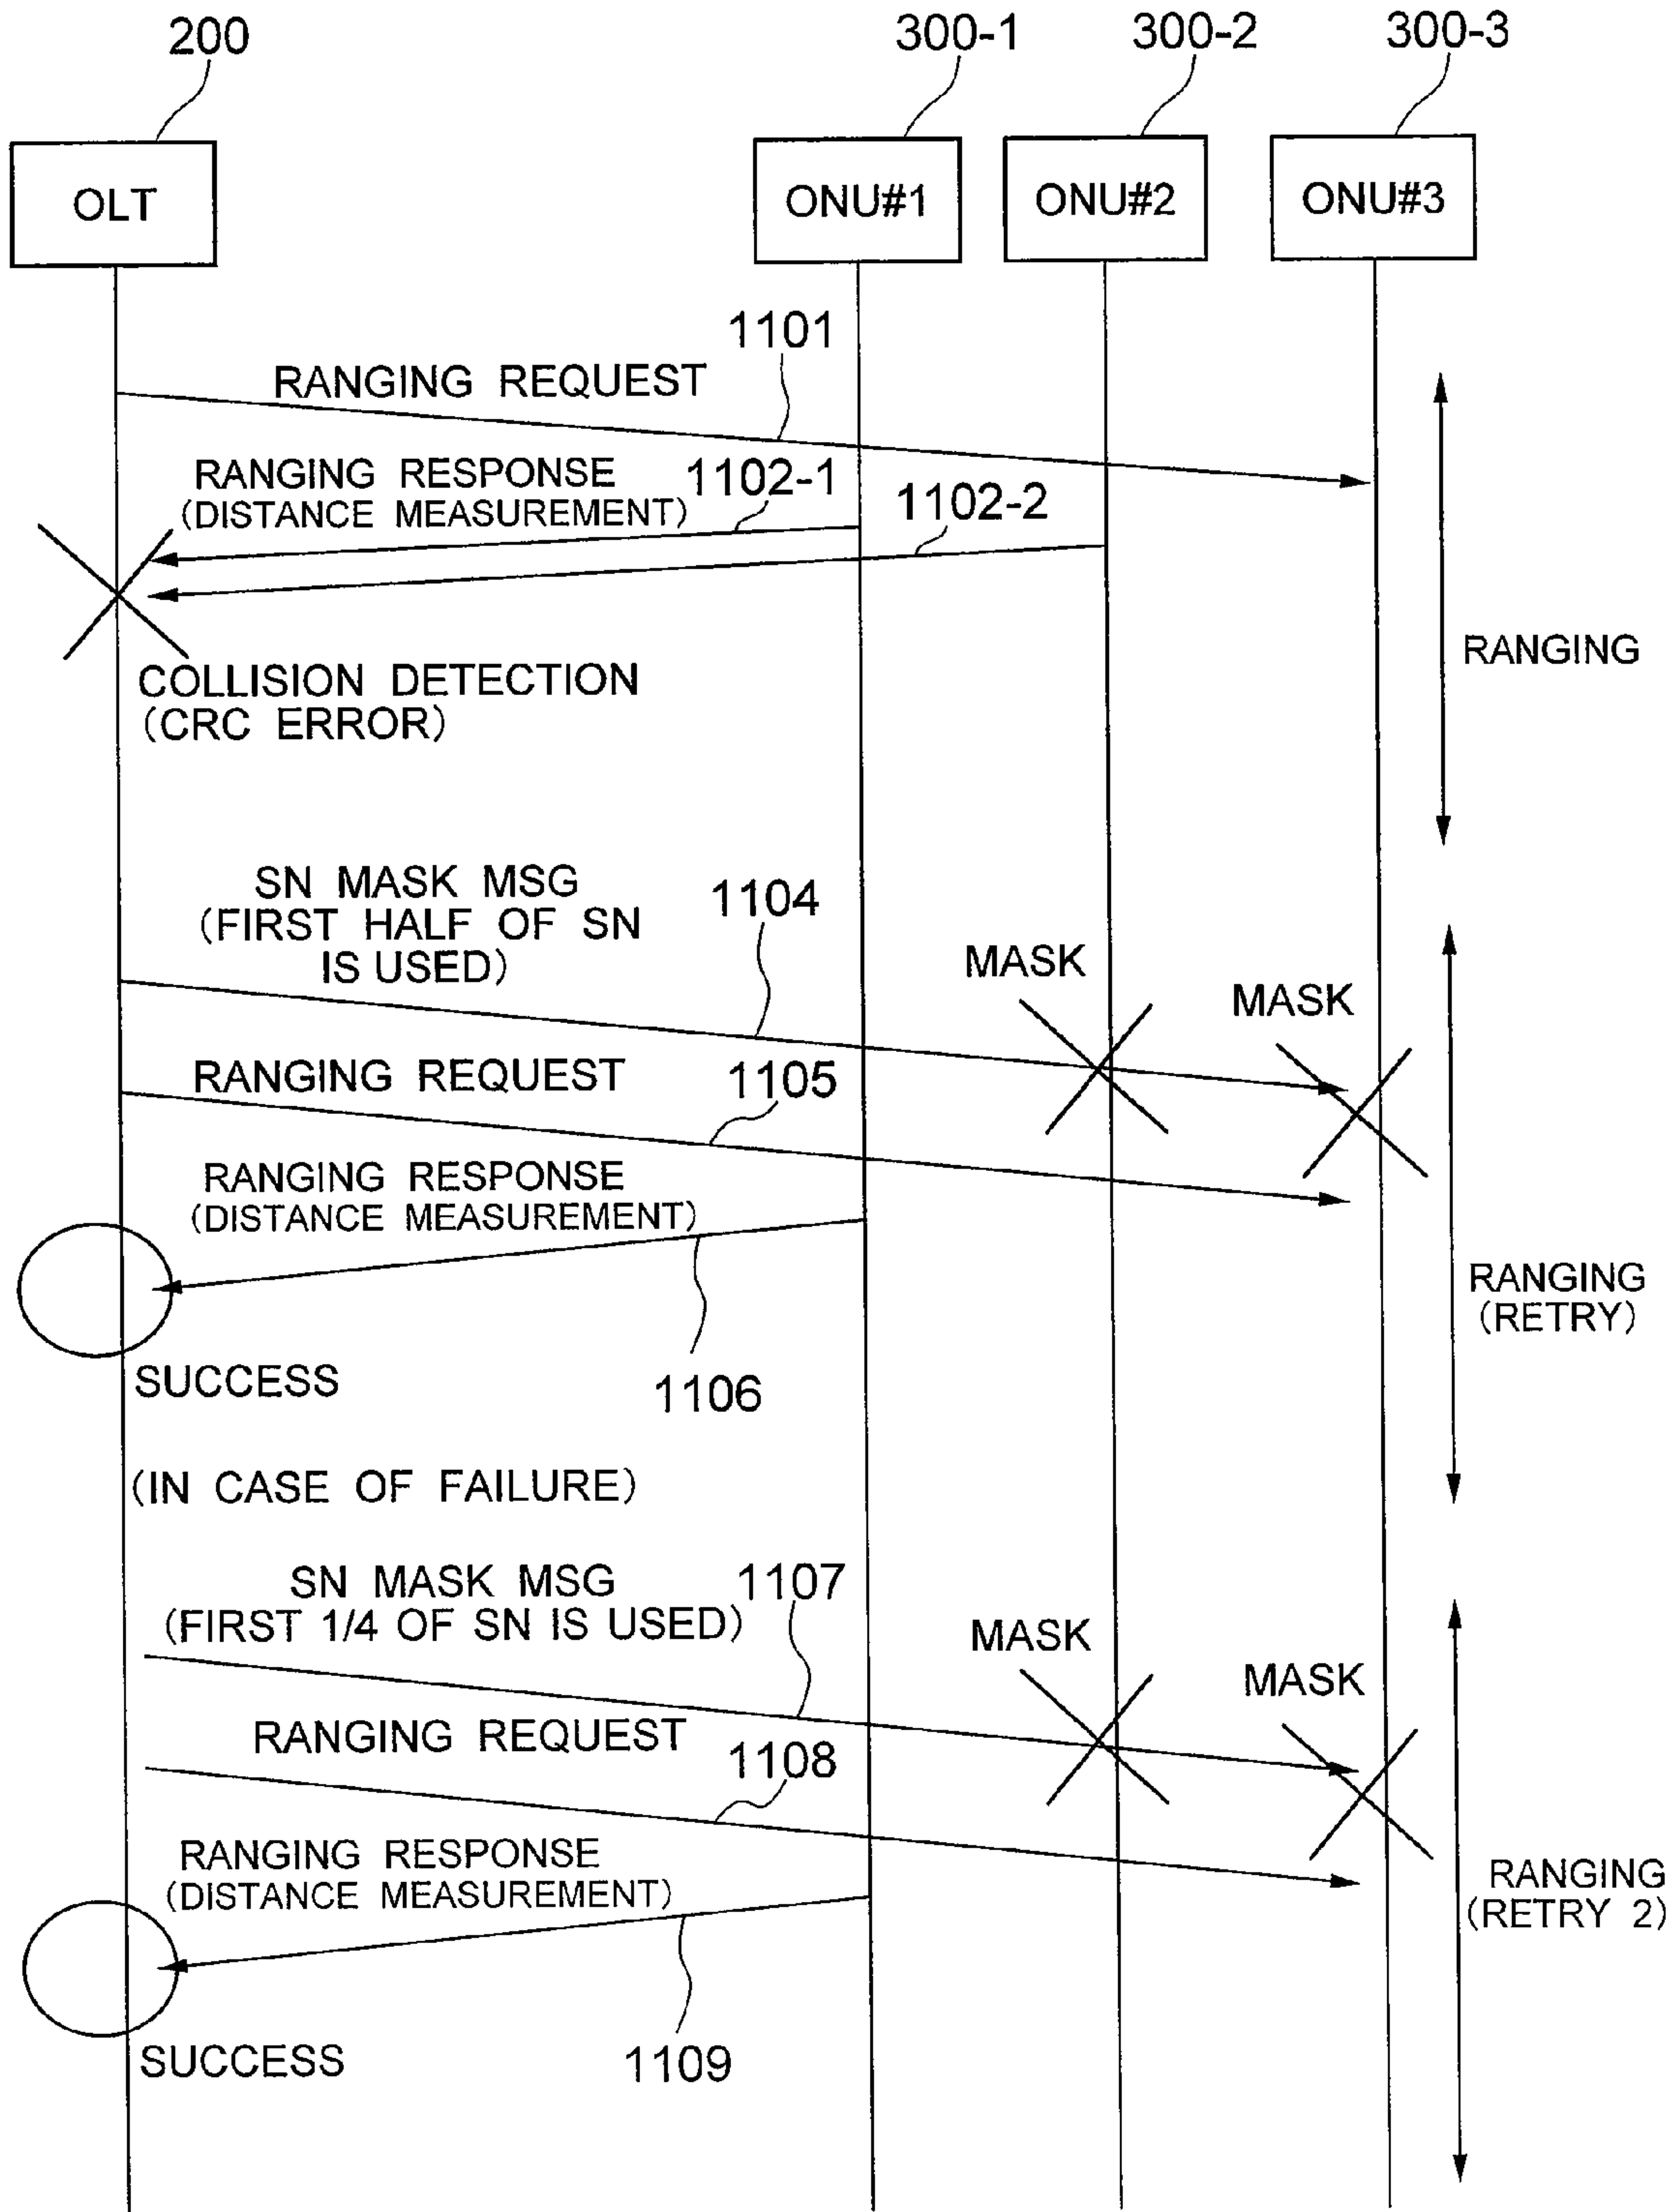 200
300-1
300-2
300-3
OLT
ONU#1
ONU#2
ONU#3
1101
RANGING REQUEST
RANGING RESPONSE
(DISTANCE MEASUREMENT)
1102-1
1102-2
COLLISION DETECTION
(CRC ERROR)
RANGING
SN MASK MSG
(FIRST HALF OF SN
IS USED)
1104
MASK
MASK
RANGING REQUEST
1105
RANGING RESPONSE
(DISTANCE MEASUREMENT)
RANGING
(RETRY)
SUCCESS
1106
(IN CASE OF FAILURE)
SN MASK MSG
(FIRST 1/4 OF SN IS USED)
1107
MASK
MASK
RANGING REQUEST
1108
RANGING RESPONSE
(DISTANCE MEASUREMENT)
RANGING
(RETRY 2)
SUCCESS
1109